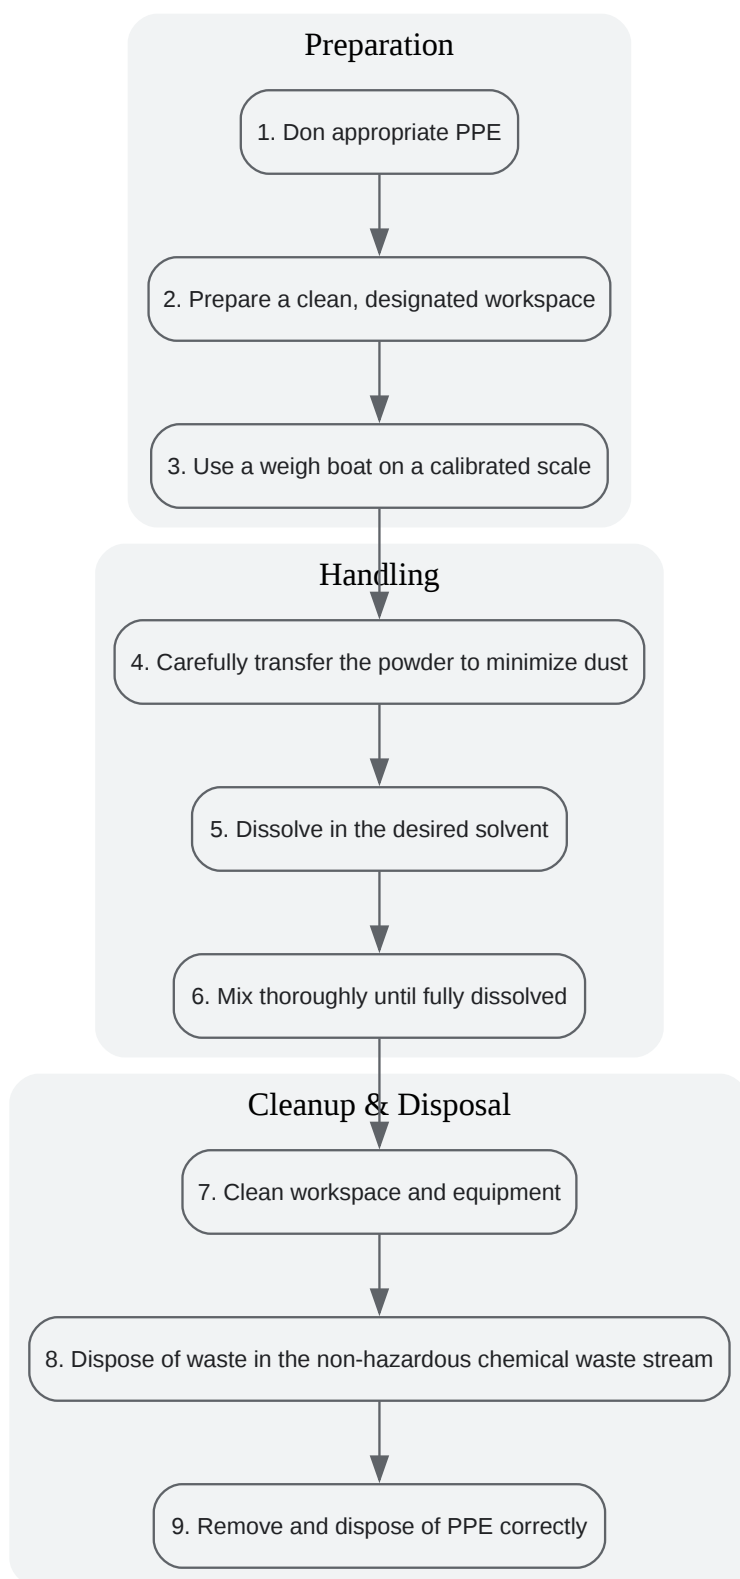 Preparation
1. Don appropriate PPE
2. Prepare a clean, designated workspace
3. Use a weigh boat on a calibrated scale
Handling
4. Carefully transfer the powder to minimize dust
5. Dissolve in the desired solvent
6. Mix thoroughly until fully dissolved
Cleanup & Disposal
7. Clean workspace and equipment
8. Dispose of waste in the non-hazardous chemical waste stream
9. Remove and dispose of PPE correctly